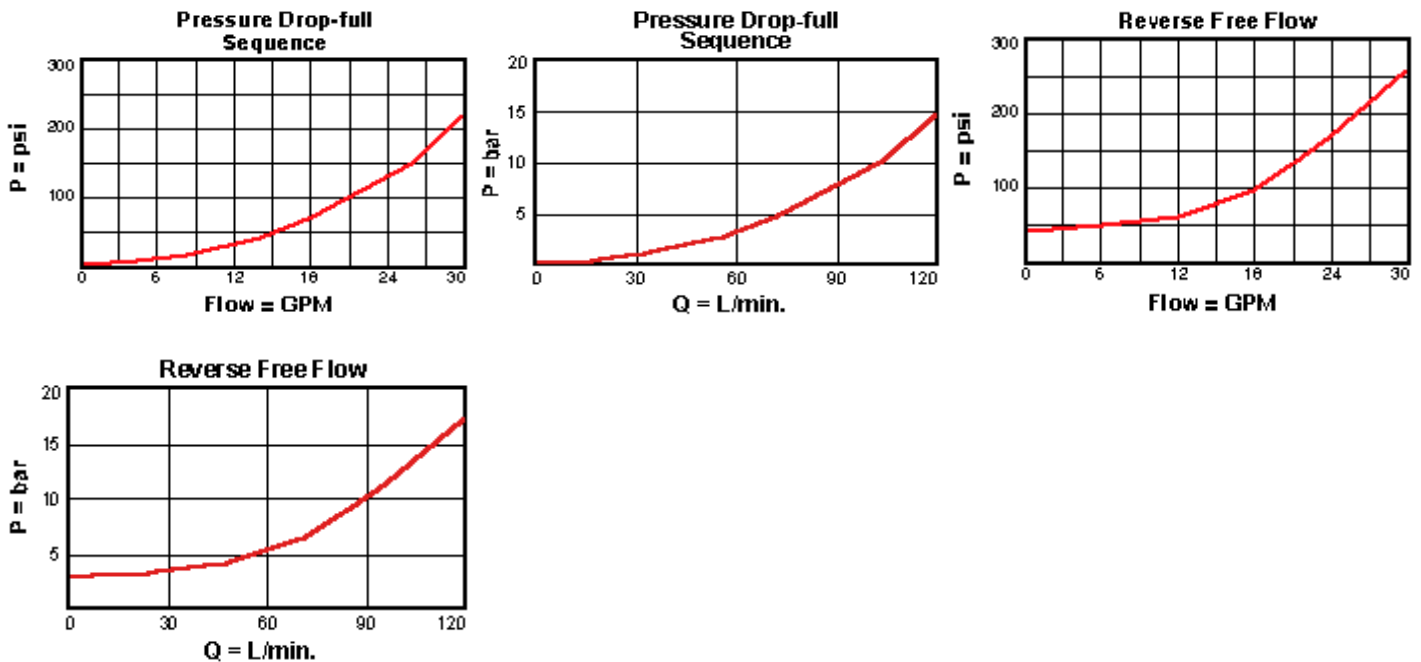 Pressure Drop-full
Sequence
300
200
100
P = psi
0 6 12 18 24 30
Flow = GPM
Pressure Drop-full
Sequence
20
15
10
5
P = bar
0 30 60 90 120
Q = L/min.
Reverse Free Flow
300
200
100
P = psi
0 6 12 18 24 30
Flow = GPM
Reverse Free Flow
20
15
10
5
P = bar
0 30 60 90 120
Q = L/min.